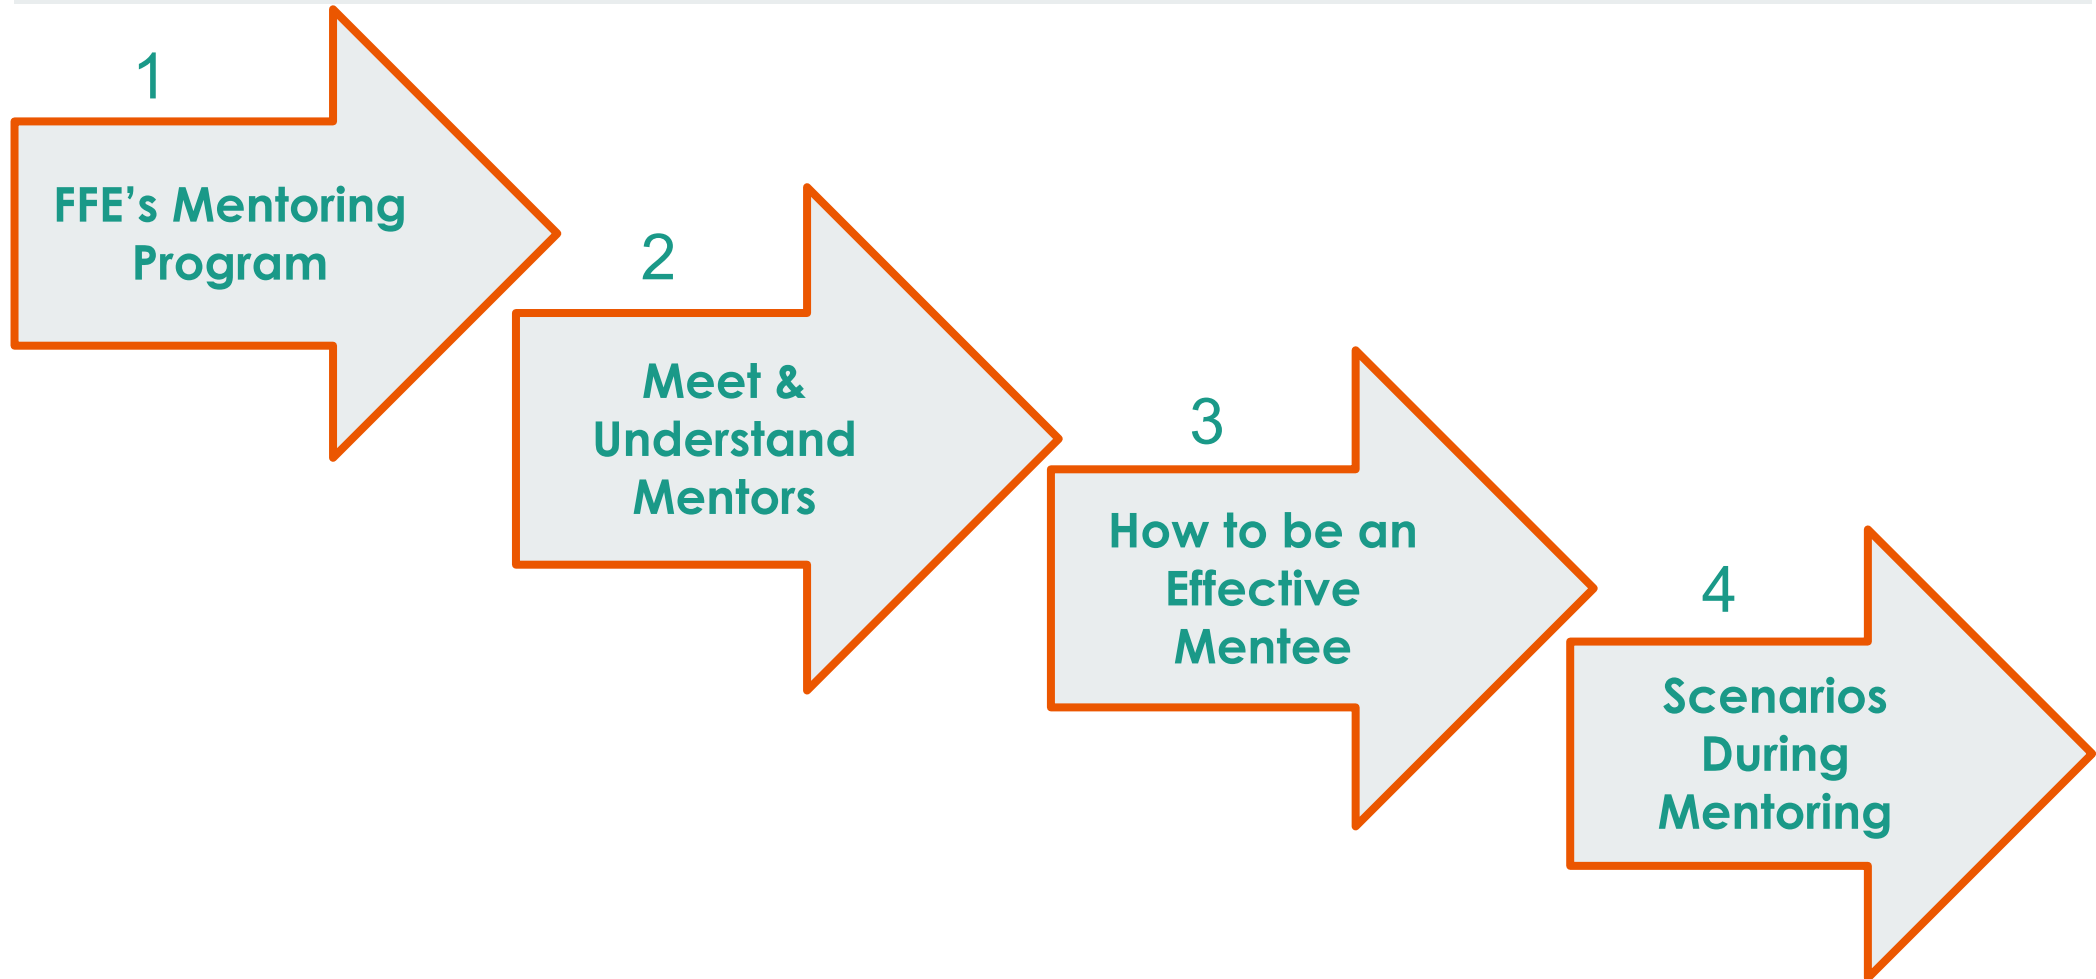 1
FFE’s Mentoring
Program
2
Meet &
Understand
Mentors
3
How to be an
Effective
Mentee
4
Scenarios
During
Mentoring